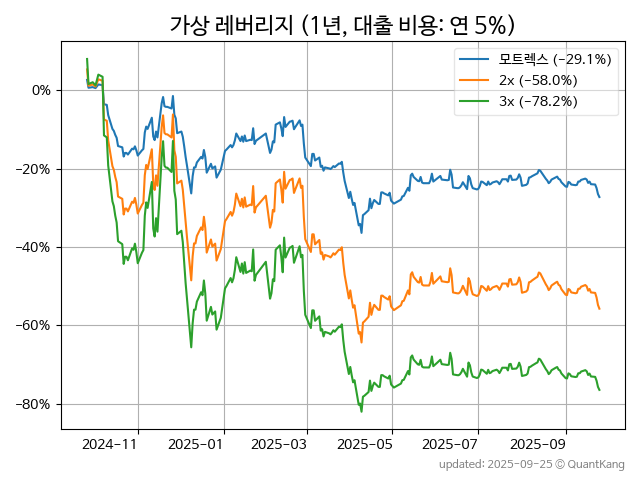 가상 레버리지 (1년, 대출 비용: 연 5%)
모트렉스 (−29.1%)
2x (−58.0%)
3x (−78.2%)
0%
−20%
−40%
−60%
−80%
2024−11 2025−01 2025−03 2025−05 2025−07 2025−09
updated: 2025−09−25 © QuantKang